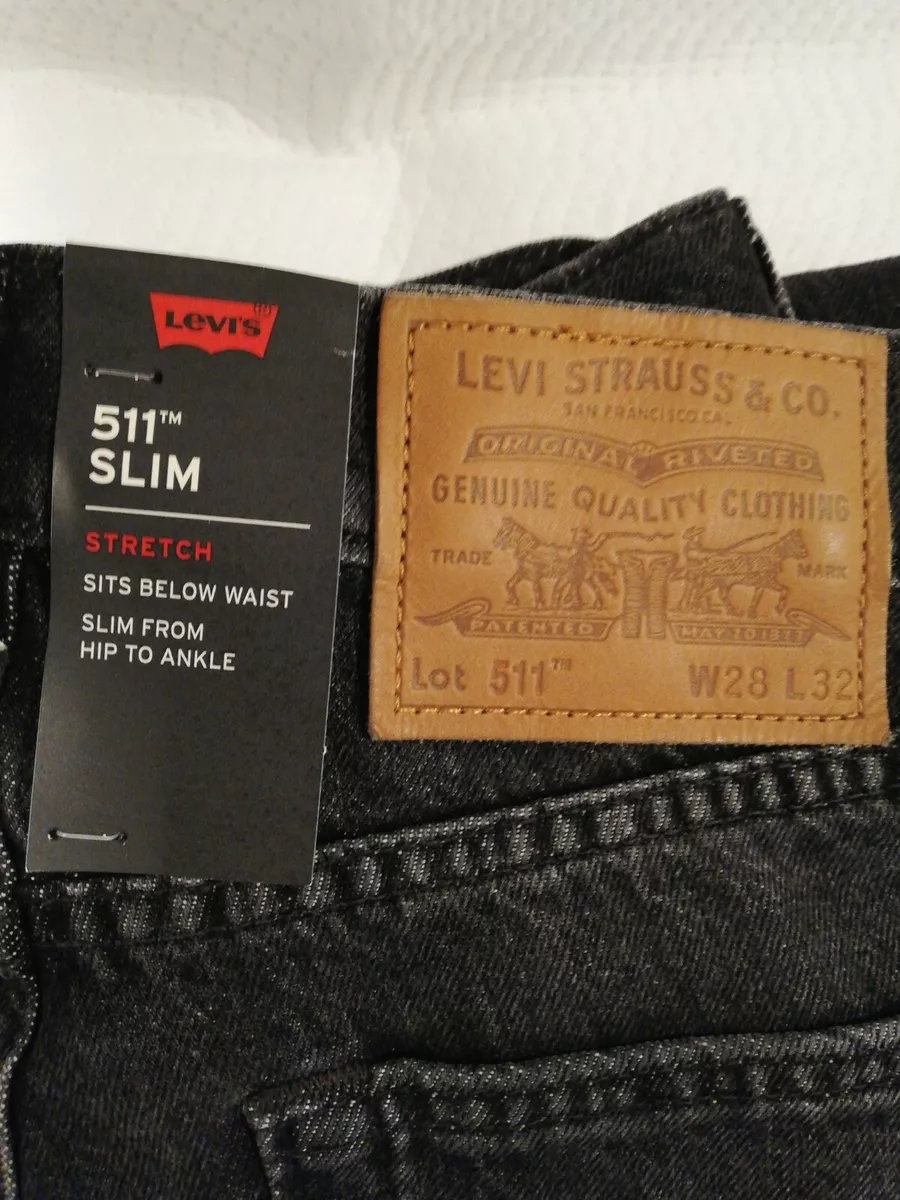 Levi's
511™
SLIM
STRETCH
SITS BELOW WAIST
SLIM FROM
HIP TO ANKLE
LEVI STRAUSS & CO.
SAN FRANCISCO.CA.
ORIGINAL RIVETED
GENUINE QUALITY CLOTHING
TRADE MARK
PATENTED MAY 20 1873
Lot 511™ W28 L32